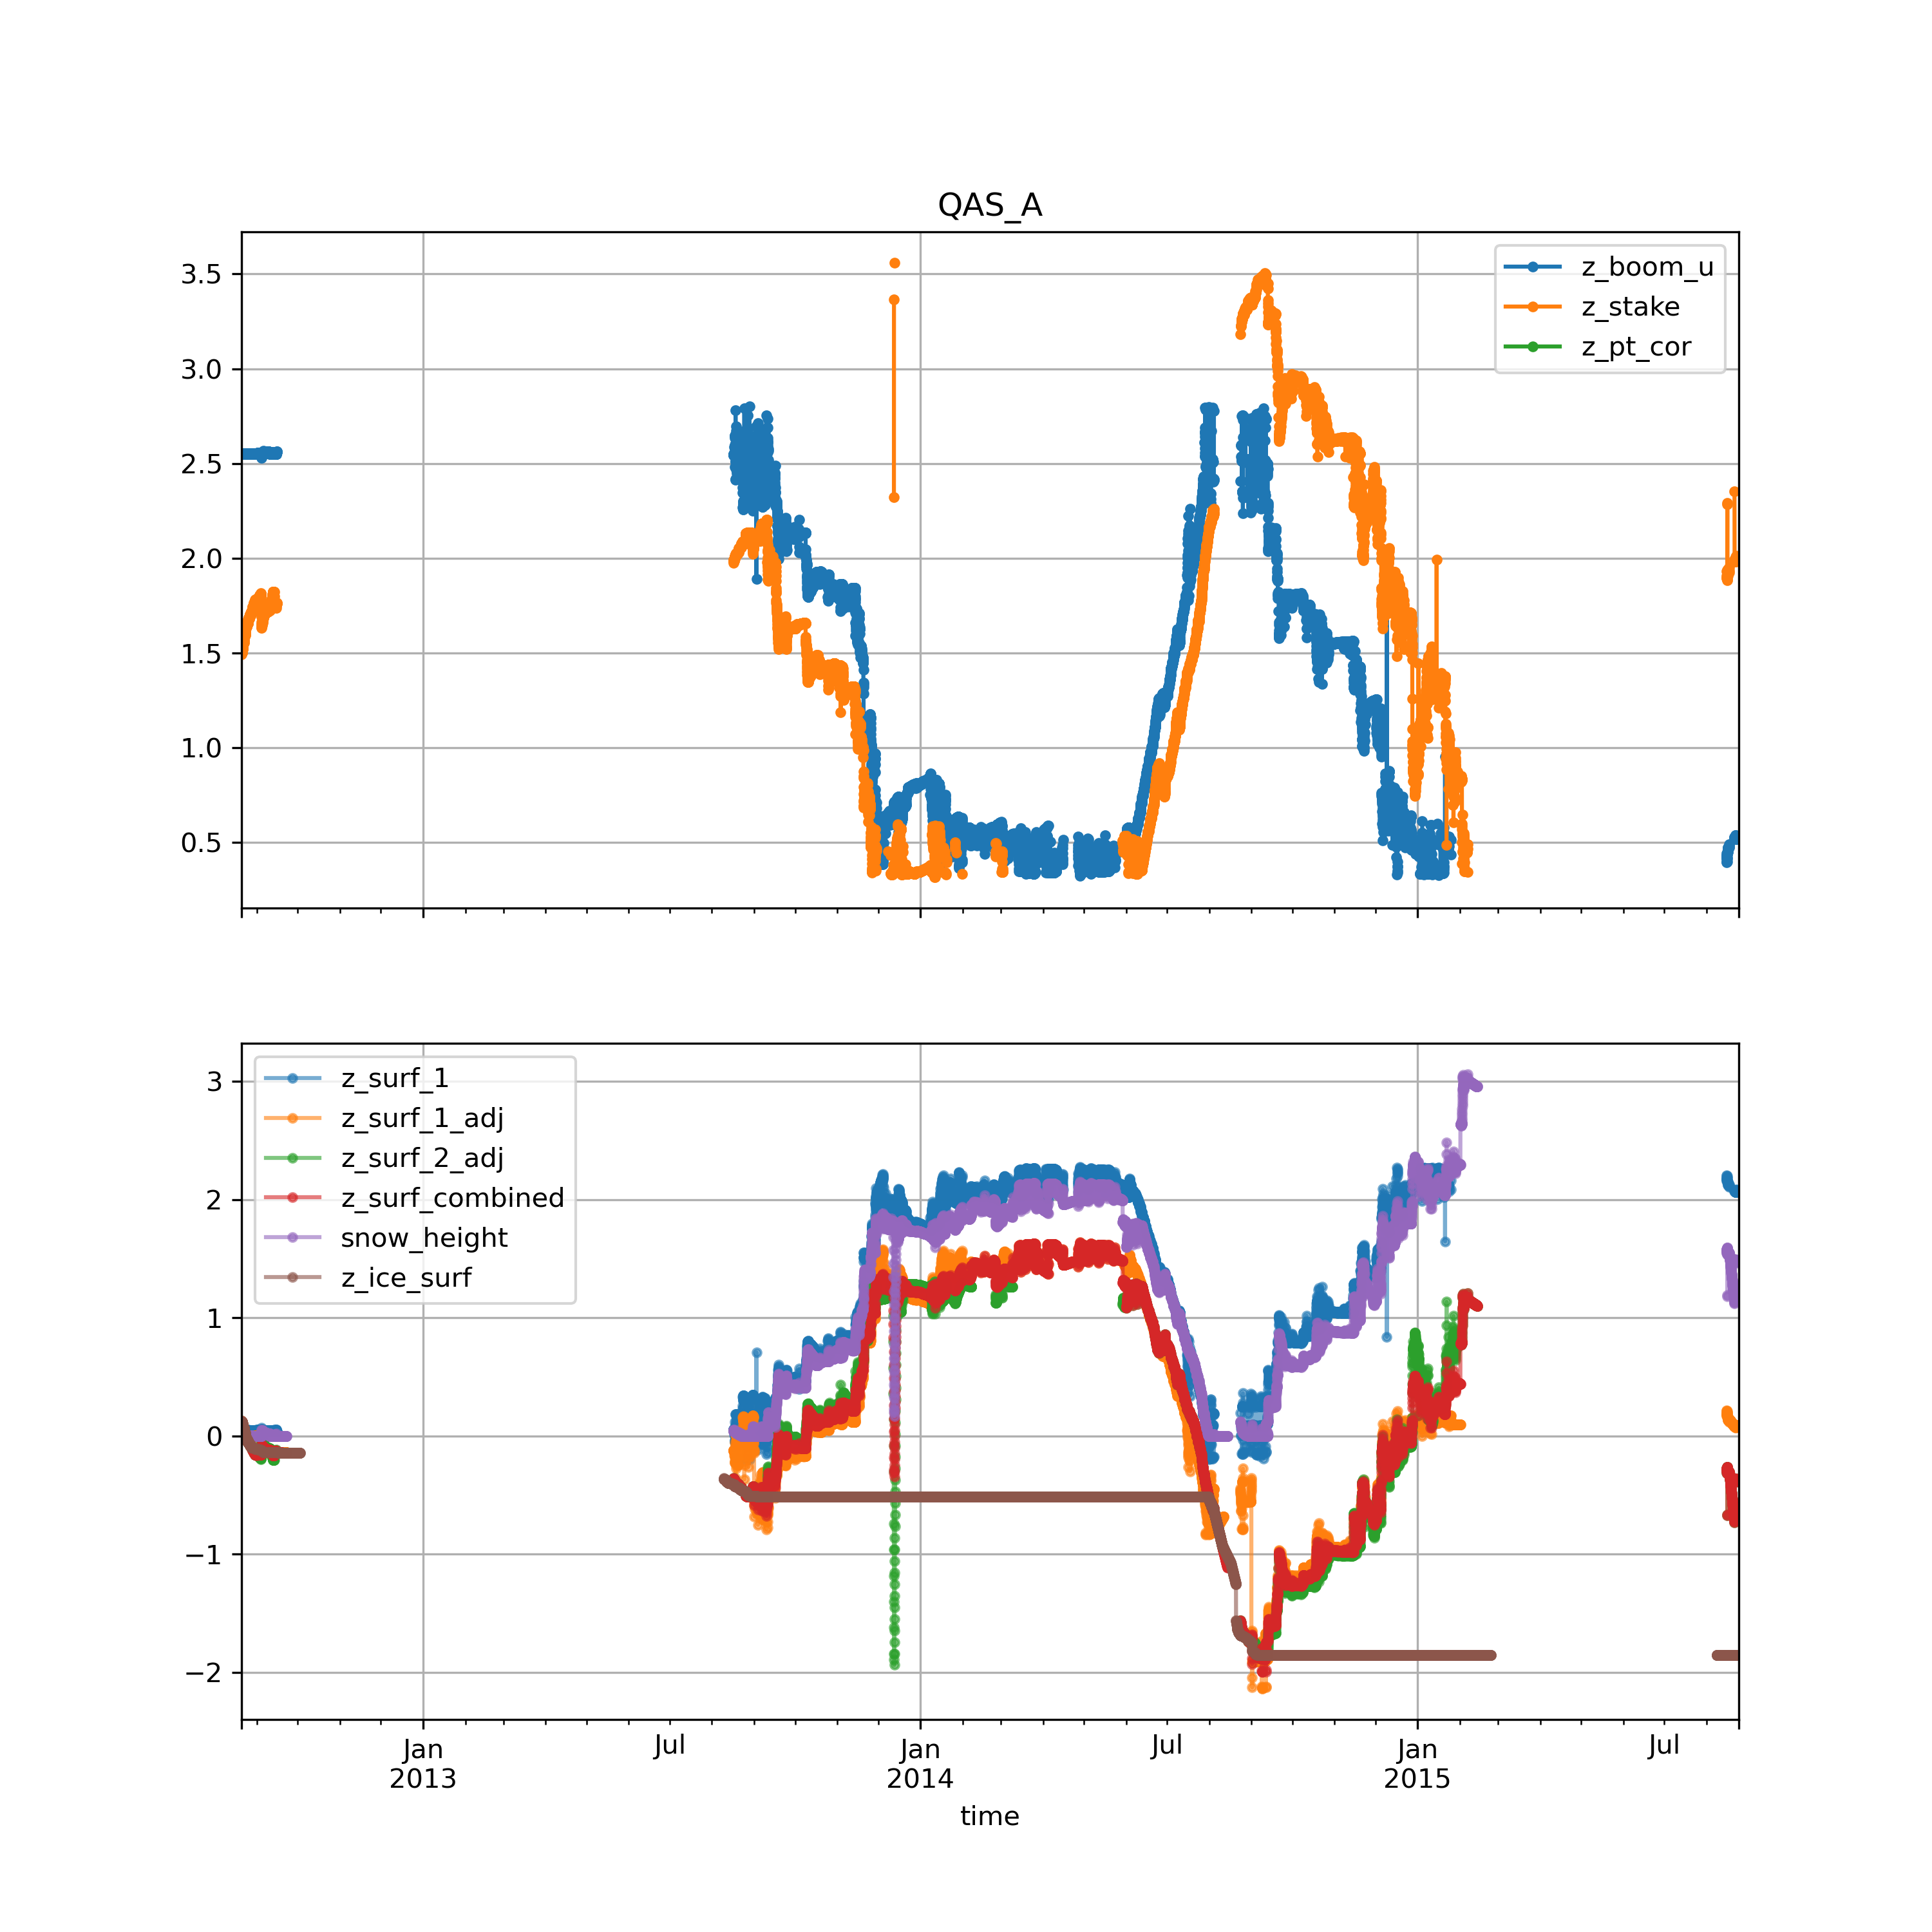 QAS_A
3.5
3.0
2.5
2.0
1.5
1.0
0.5
z_boom_u
z_stake
z_pt_cor
3
2
1
0
−1
−2
z_surf_1
z_surf_1_adj
z_surf_2_adj
z_surf_combined
snow_height
z_ice_surf
Jan Jul Jan Jul Jan Jul
2013 2014 2015
time